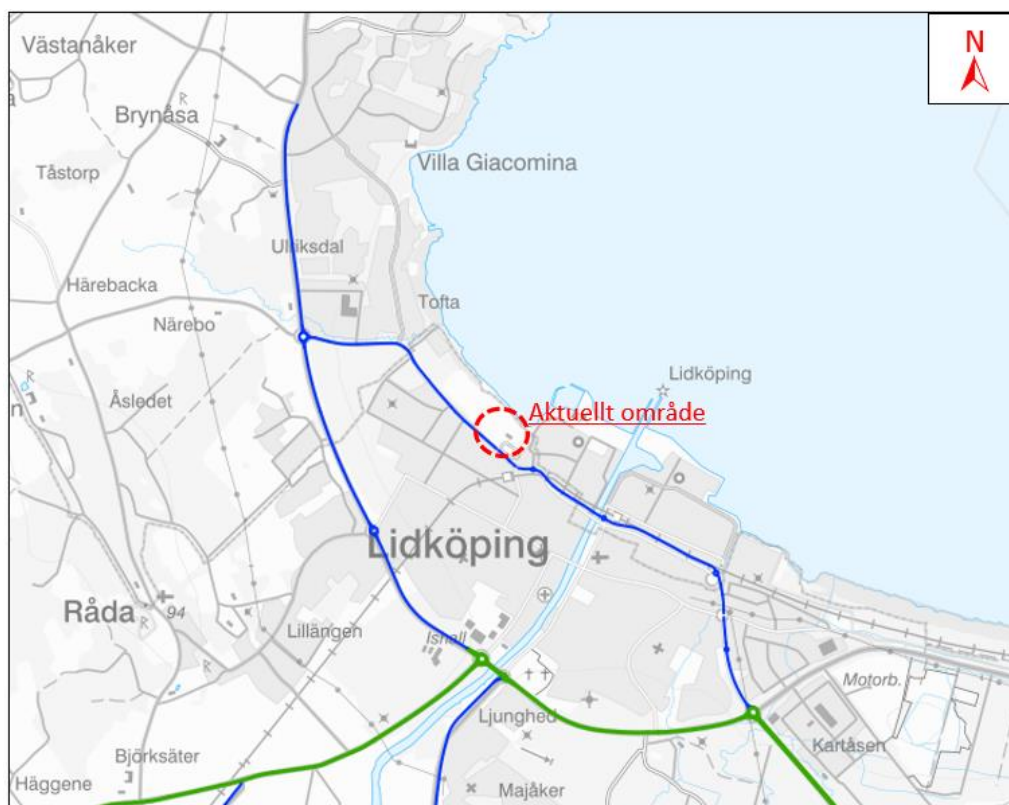 N
Västanåker
Brynåsa
Villa Giacomina
Tåstorp
Ulriksdal
Härebacka
Tofta
Närebo
Lidköping
Åsledet
Aktuellt område
Lidköping
Råda
94
Lillängen
Ishall
Motorb.
Ljunghed
Kartåsen
Björksäter
Häggene
Majåker